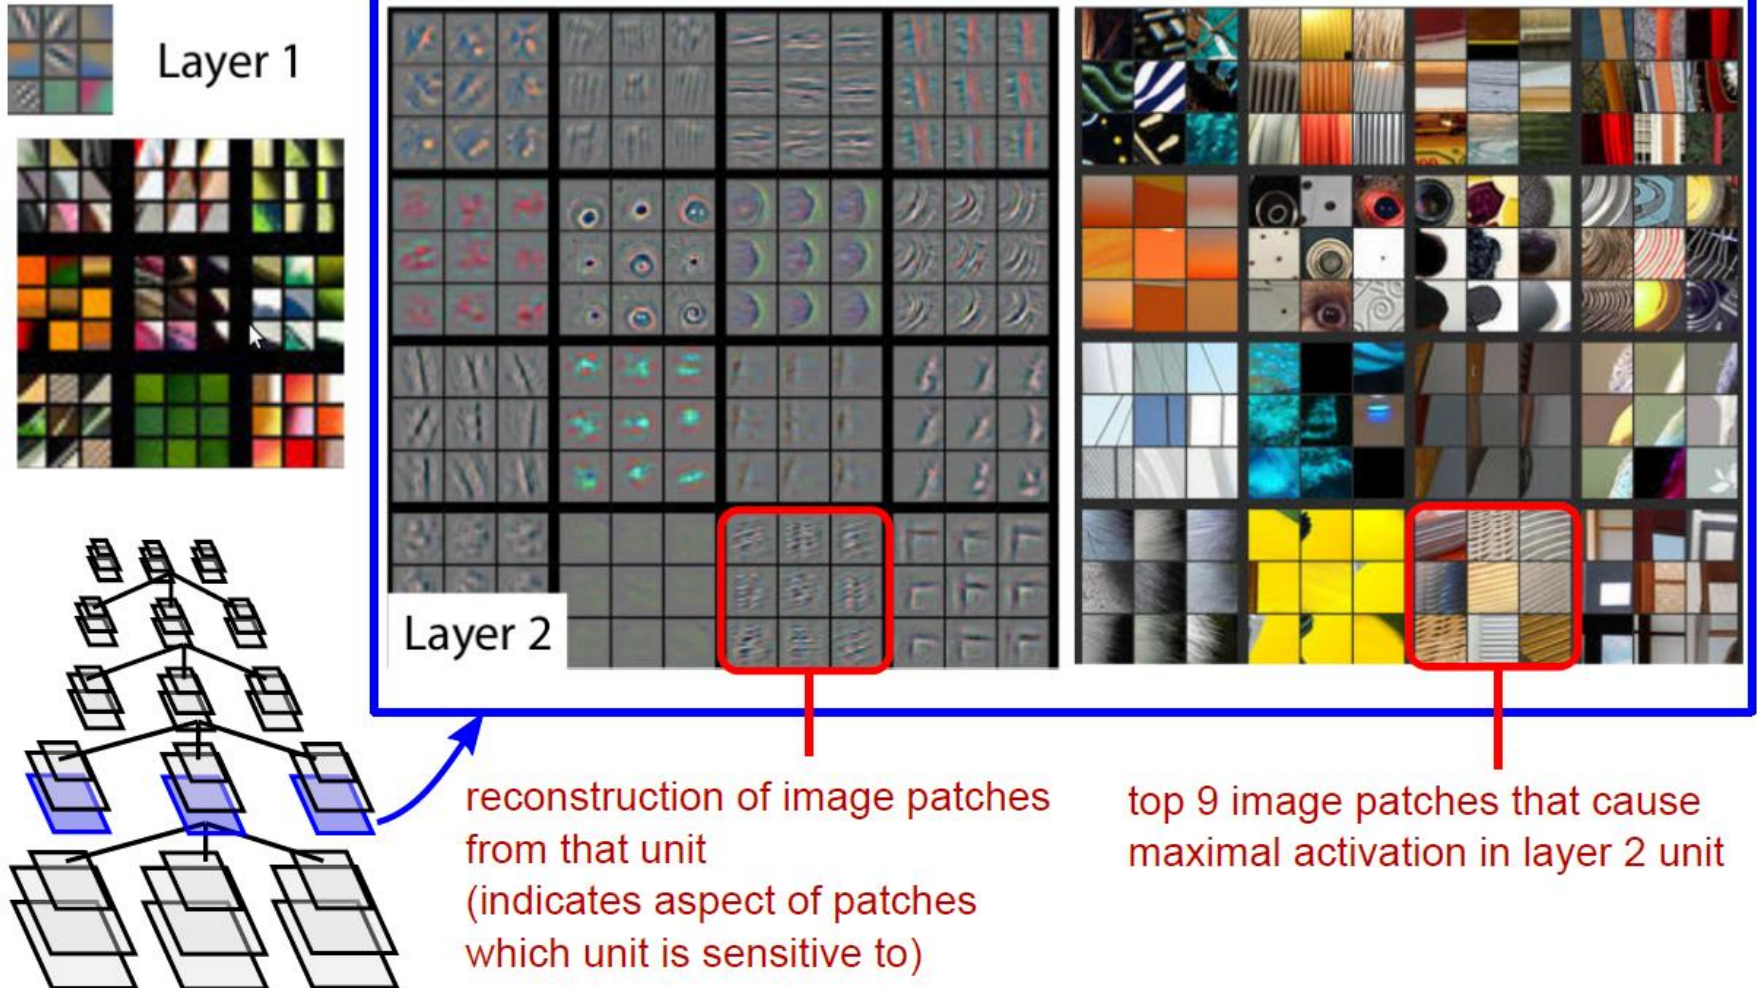 Layer 1
Layer 2
reconstruction of image patches
from that unit
(indicates aspect of patches
which unit is sensitive to)
top 9 image patches that cause
maximal activation in layer 2 unit